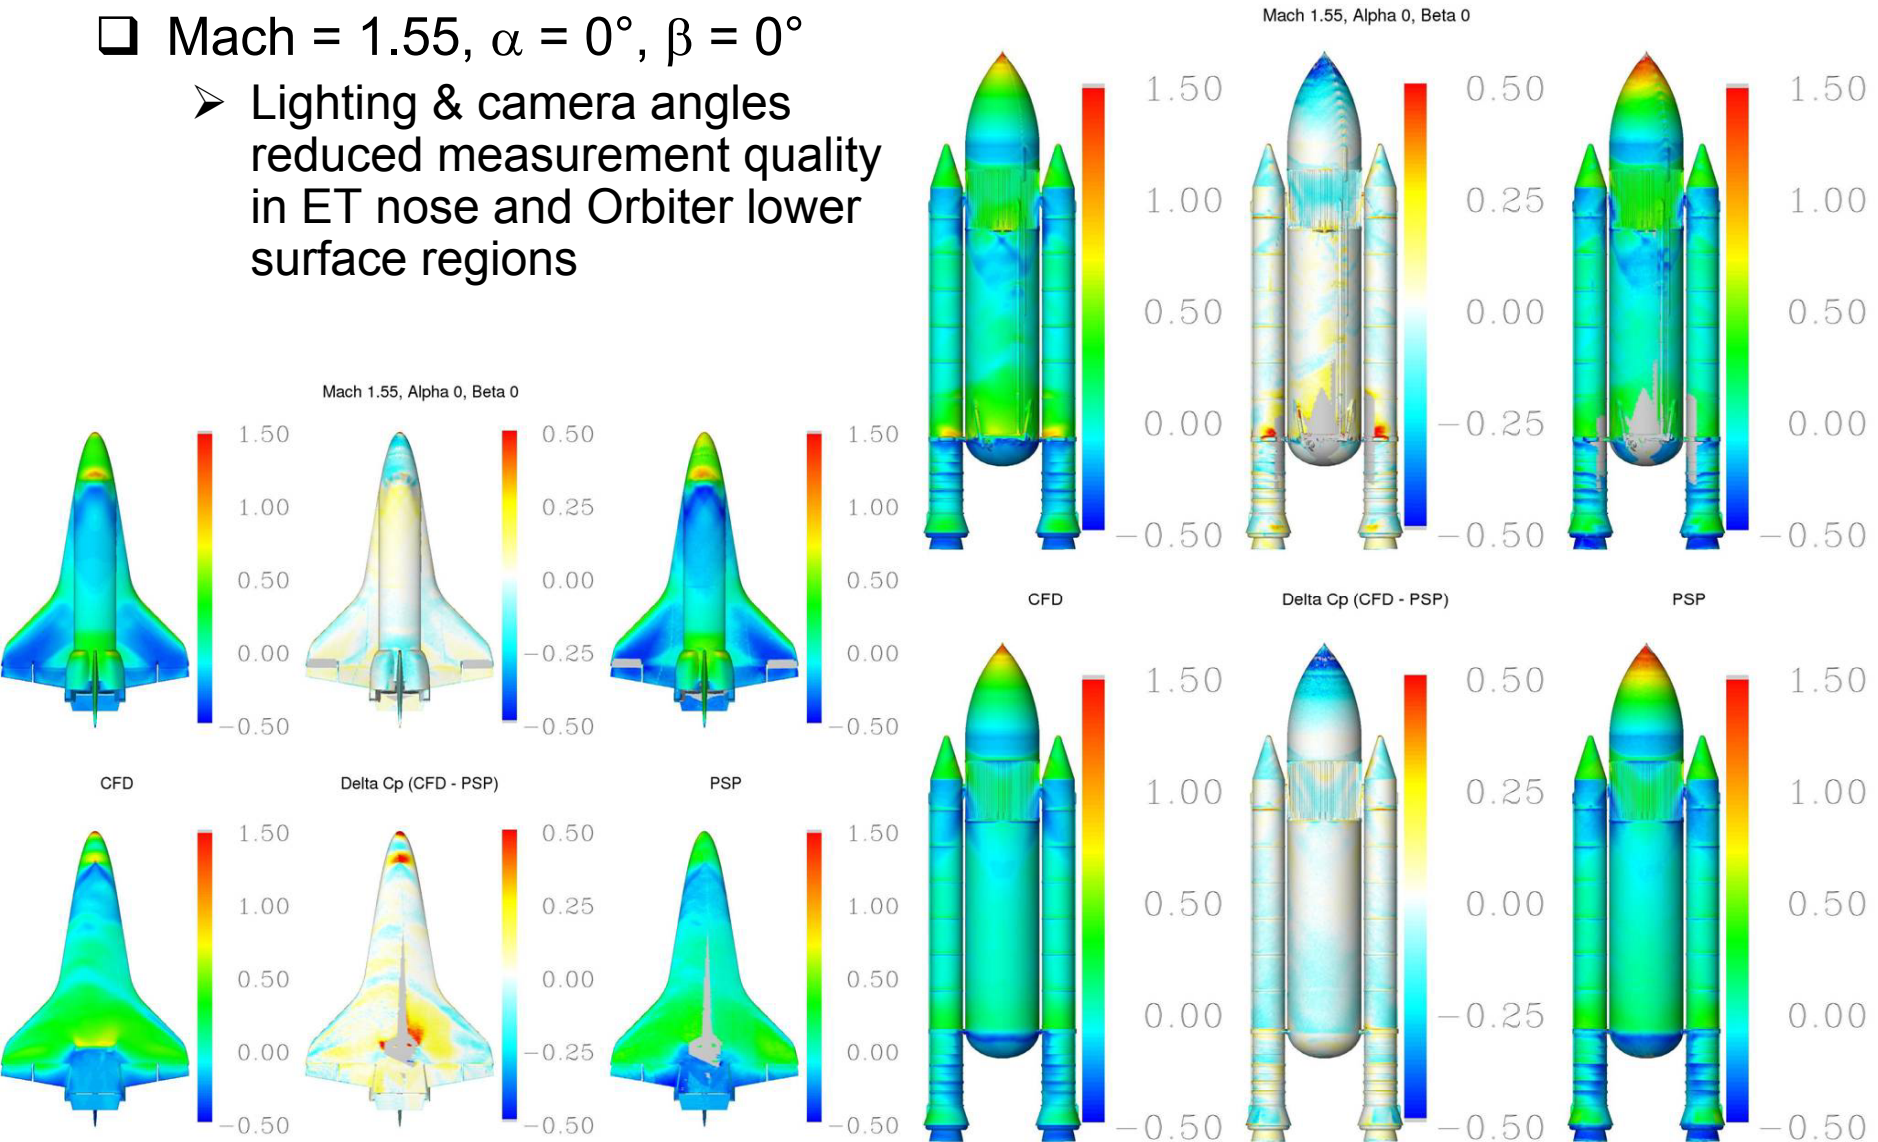 ❑ Mach = 1.55, α = 0°, β = 0°
➢ Lighting & camera angles
reduced measurement quality
in ET nose and Orbiter lower
surface regions
Mach 1.55, Alpha 0, Beta 0
1.50 0.50 1.50
1.00 0.25 1.00
0.50 0.00 0.50
0.00 −0.25 0.00
−0.50 −0.50 −0.50
CFD Delta Cp (CFD - PSP) PSP
1.50 0.50 1.50
1.00 0.25 1.00
0.50 0.00 0.50
0.00 −0.25 0.00
−0.50 −0.50 −0.50
Mach 1.55, Alpha 0, Beta 0
1.50 0.50 1.50
1.00 0.25 1.00
0.50 0.00 0.50
0.00 −0.25 0.00
−0.50 −0.50 −0.50
CFD Delta Cp (CFD - PSP) PSP
1.50 0.50 1.50
1.00 0.25 1.00
0.50 0.00 0.50
0.00 −0.25 0.00
−0.50 −0.50 −0.50